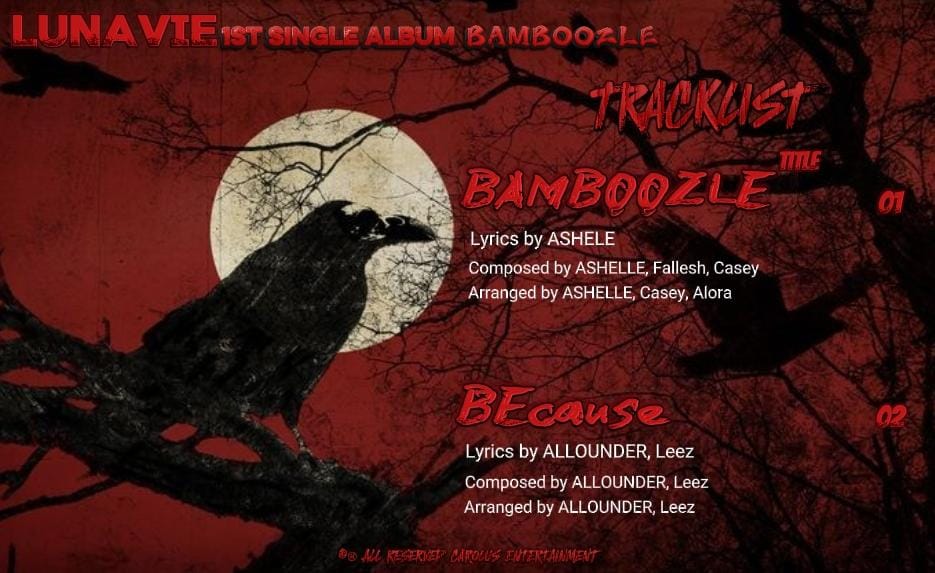 LUNAVIE 1ST SINGLE ALBUM BAMBOOZLE
TRACKLIST
BAMBOOZLE TITLE 01
Lyrics by ASHELE
Composed by ASHELLE, Fallesh, Casey
Arranged by ASHELLE, Casey, Alora
BEcause 02
Lyrics by ALLOUNDER, Leez
Composed by ALLOUNDER, Leez
Arranged by ALLOUNDER, Leez
ALL RESERVED CAROLUS ENTERTAINMENT